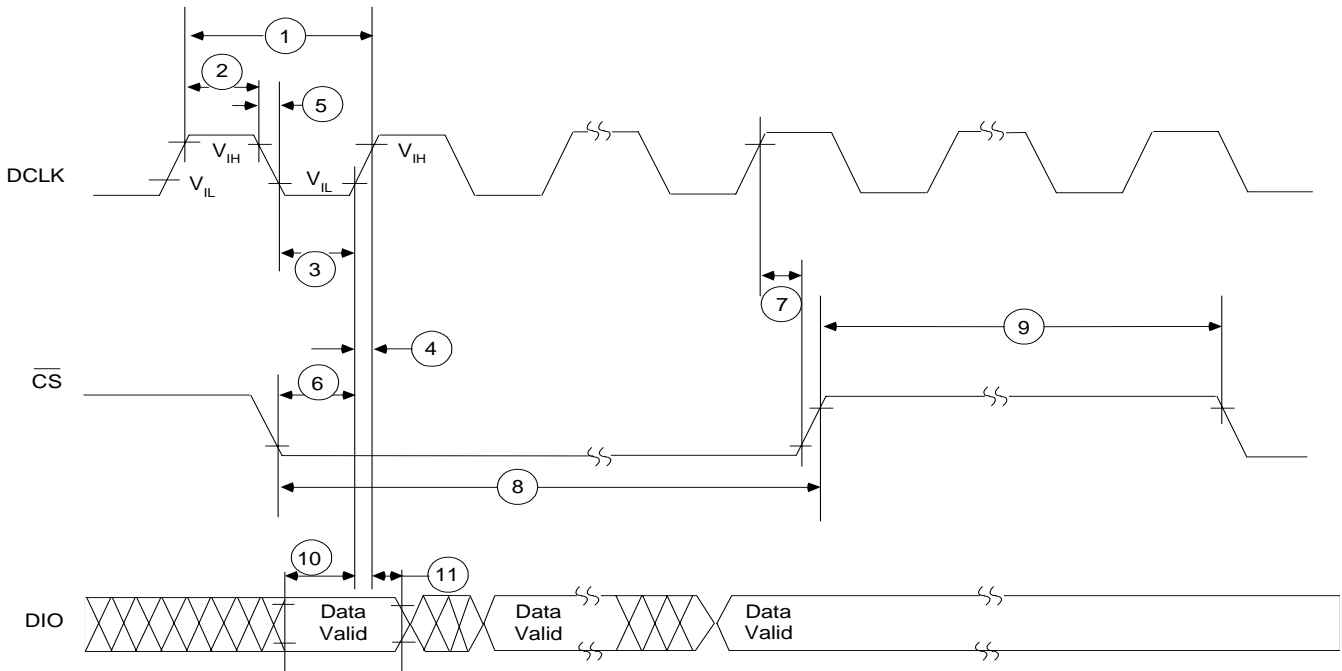 1
2
5
DCLK
V_IH
V_IL
V_IL
V_IH
3
7
9
4
CS
6
8
10
11
DIO
Data Valid
Data Valid
Data Valid